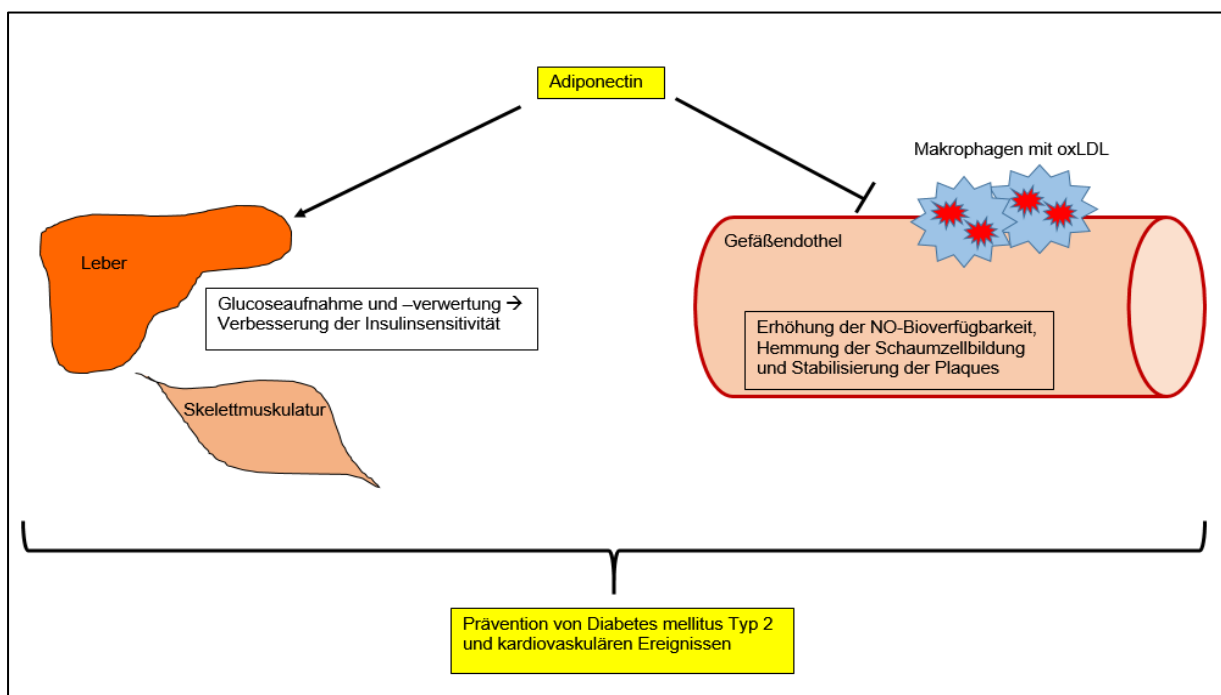 Adiponectin
Makrophagen mit oxLDL
Leber
Gefäßendothel
Glucoseaufnahme und –verwertung →
Verbesserung der Insulinsensitivität
Erhöhung der NO-Bioverfügbarkeit,
Hemmung der Schaumzellbildung
und Stabilisierung der Plaques
Skelettmuskulatur
Prävention von Diabetes mellitus Typ 2
und kardiovaskulären Ereignissen